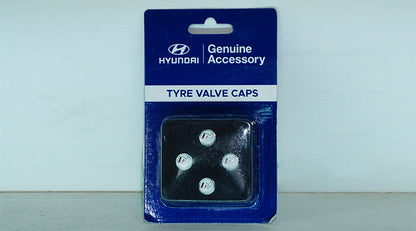 HYUNDAI
Genuine
Accessory
TYRE VALVE CAPS